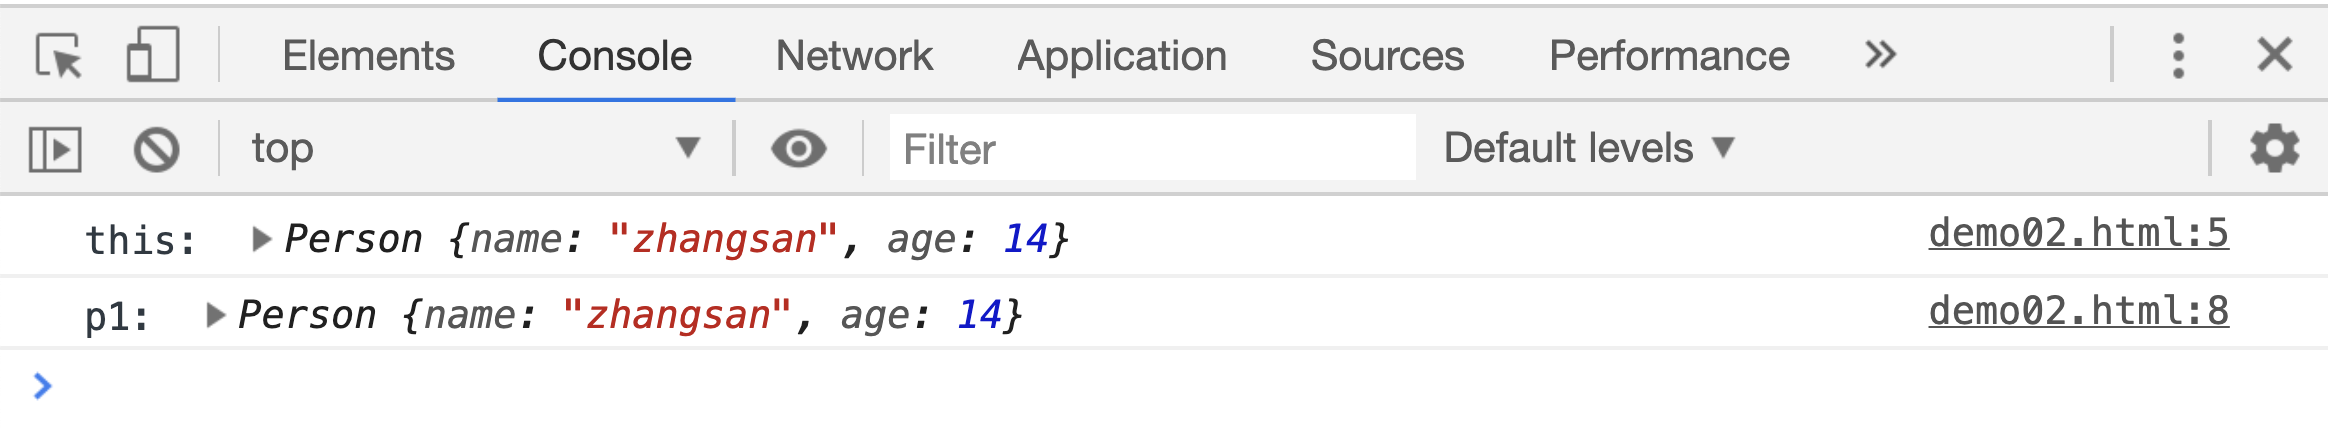 Elements Console Network Application Sources Performance
top Filter Default levels
this: Person {name: "zhangsan", age: 14} demo02.html:5
p1: Person {name: "zhangsan", age: 14} demo02.html:8